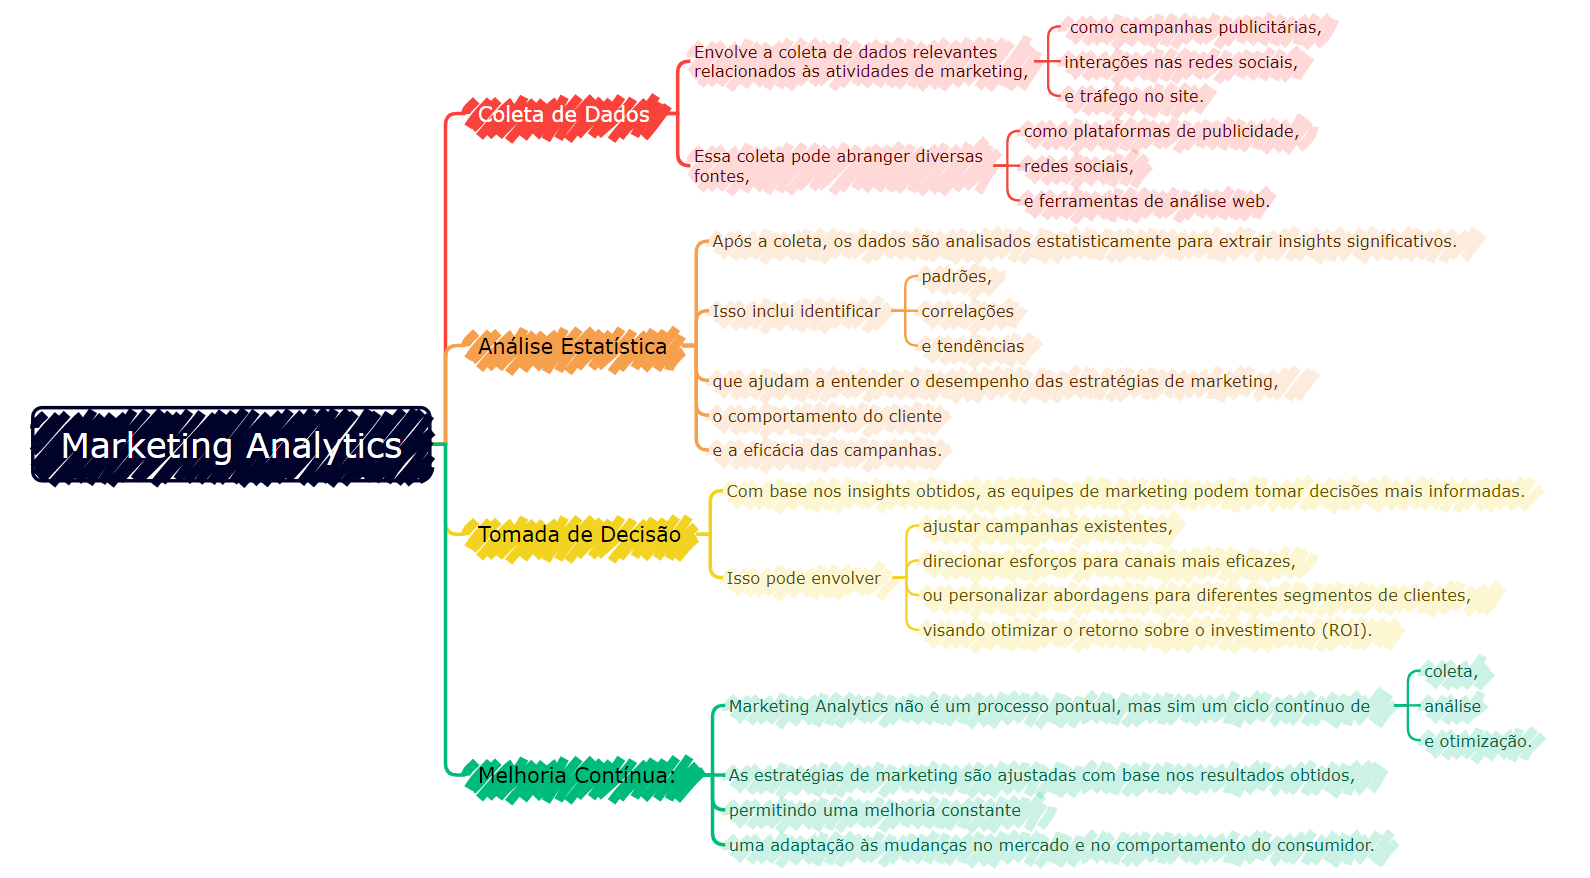 Marketing Analytics
Coleta de Dados
Envolve a coleta de dados relevantes
relacionados às atividades de marketing,
como campanhas publicitárias,
interações nas redes sociais,
e tráfego no site.
Essa coleta pode abranger diversas
fontes,
como plataformas de publicidade,
redes sociais,
e ferramentas de análise web.
Análise Estatística
Após a coleta, os dados são analisados estatisticamente para extrair insights significativos.
Isso inclui identificar
padrões,
correlações
e tendências
que ajudam a entender o desempenho das estratégias de marketing,
o comportamento do cliente
e a eficácia das campanhas.
Tomada de Decisão
Com base nos insights obtidos, as equipes de marketing podem tomar decisões mais informadas.
Isso pode envolver
ajustar campanhas existentes,
direcionar esforços para canais mais eficazes,
ou personalizar abordagens para diferentes segmentos de clientes,
visando otimizar o retorno sobre o investimento (ROI).
Melhoria Contínua:
Marketing Analytics não é um processo pontual, mas sim um ciclo contínuo de
coleta,
análise
e otimização.
As estratégias de marketing são ajustadas com base nos resultados obtidos,
permitindo uma melhoria constante
uma adaptação às mudanças no mercado e no comportamento do consumidor.